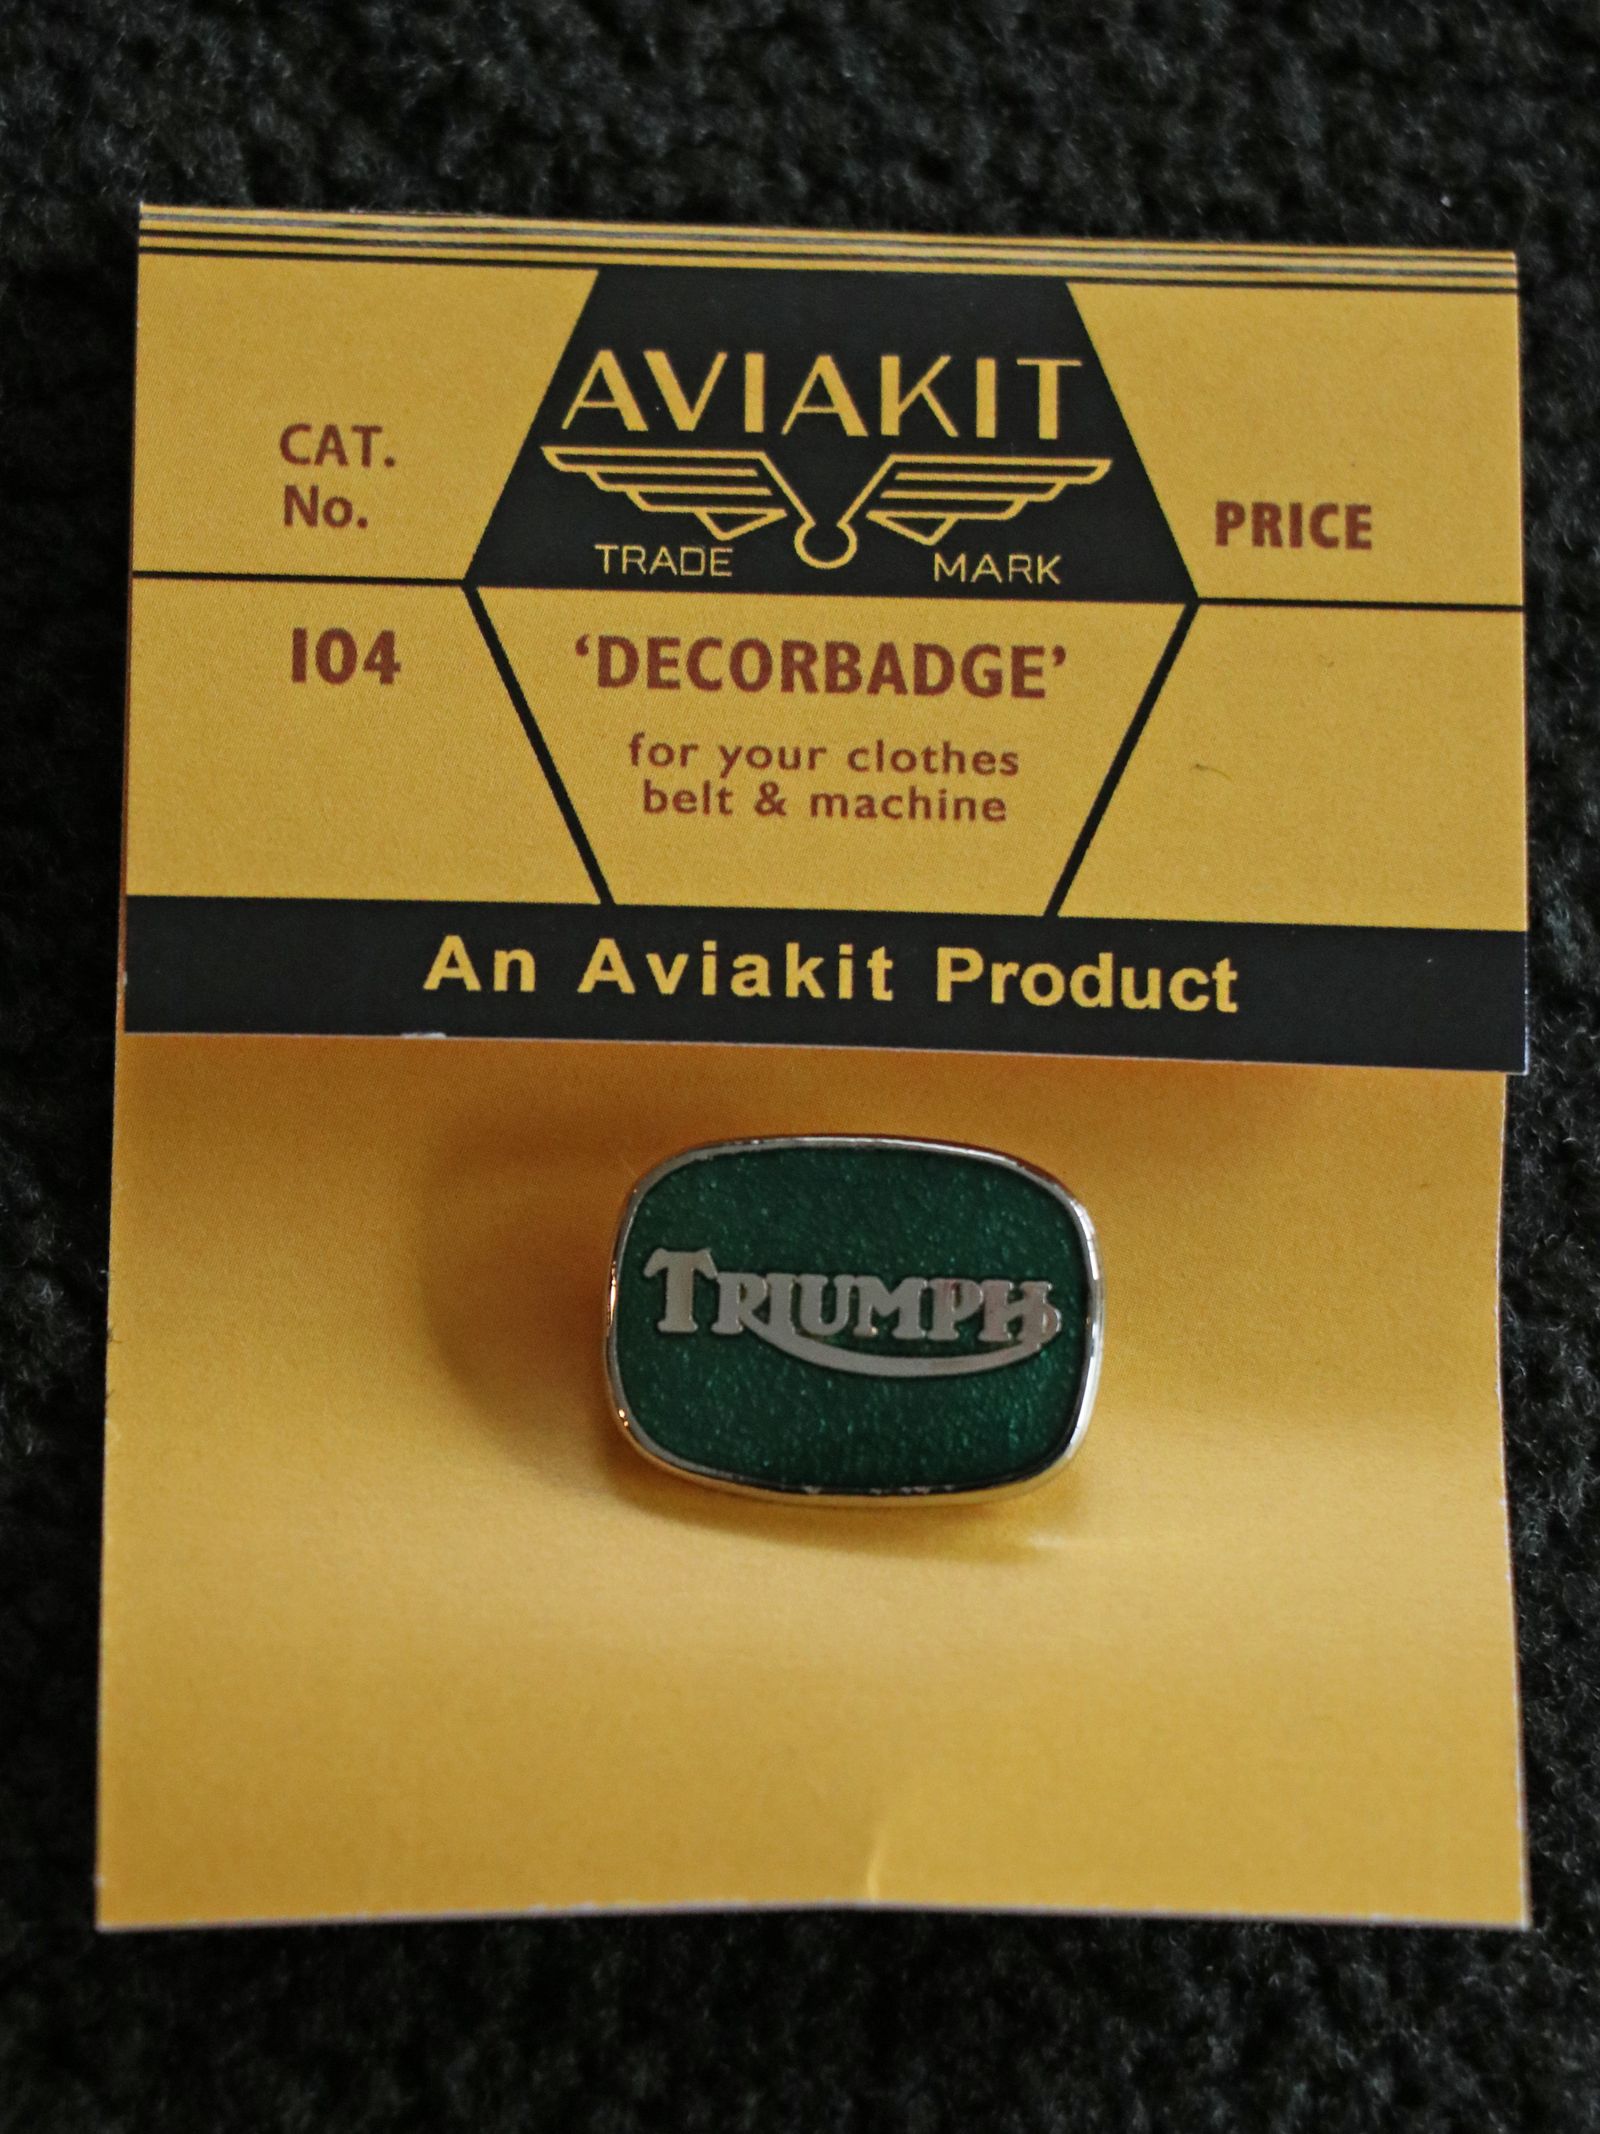 AVIAKIT
TRADE MARK
CAT.
No.
PRICE
104
‘DECORBADGE’
for your clothes
belt & machine
An Aviakit Product
TRIUMPH